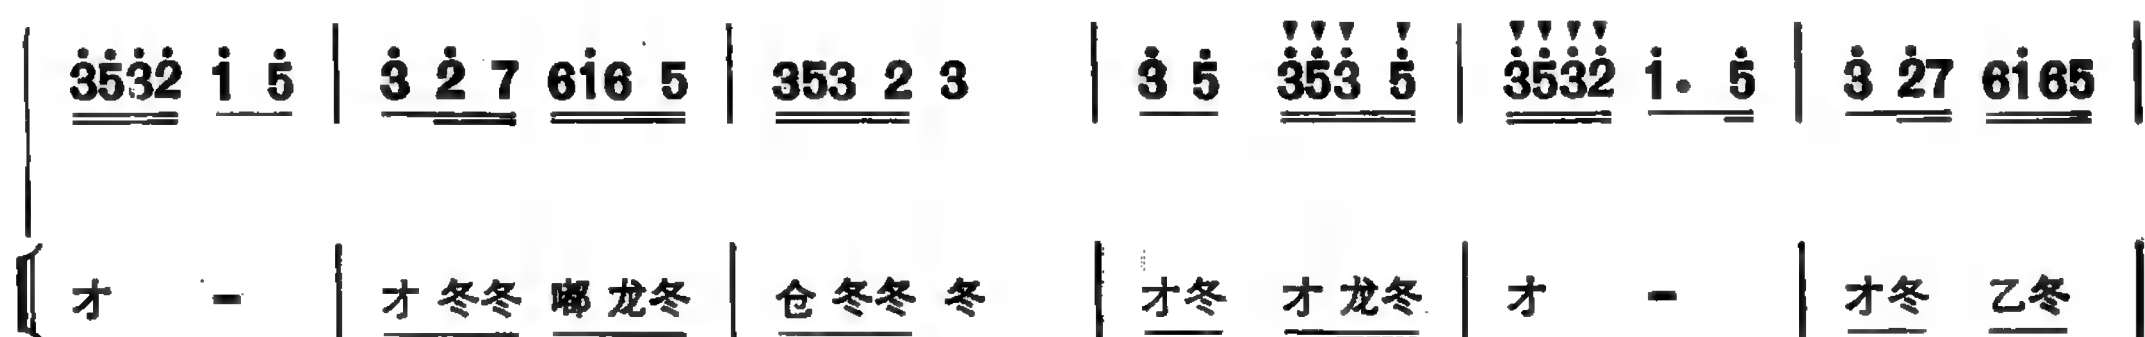 3532 1 5 | 3 2 7 616 5 | 353 2 3 | 3 5 353 5 | 3532 1· 5 | 3 27 6165 |
才 - | 才 冬冬 嘟 龙冬 | 仓 冬冬 冬 | 才冬 才 龙冬 | 才 - | 才冬 乙冬 |